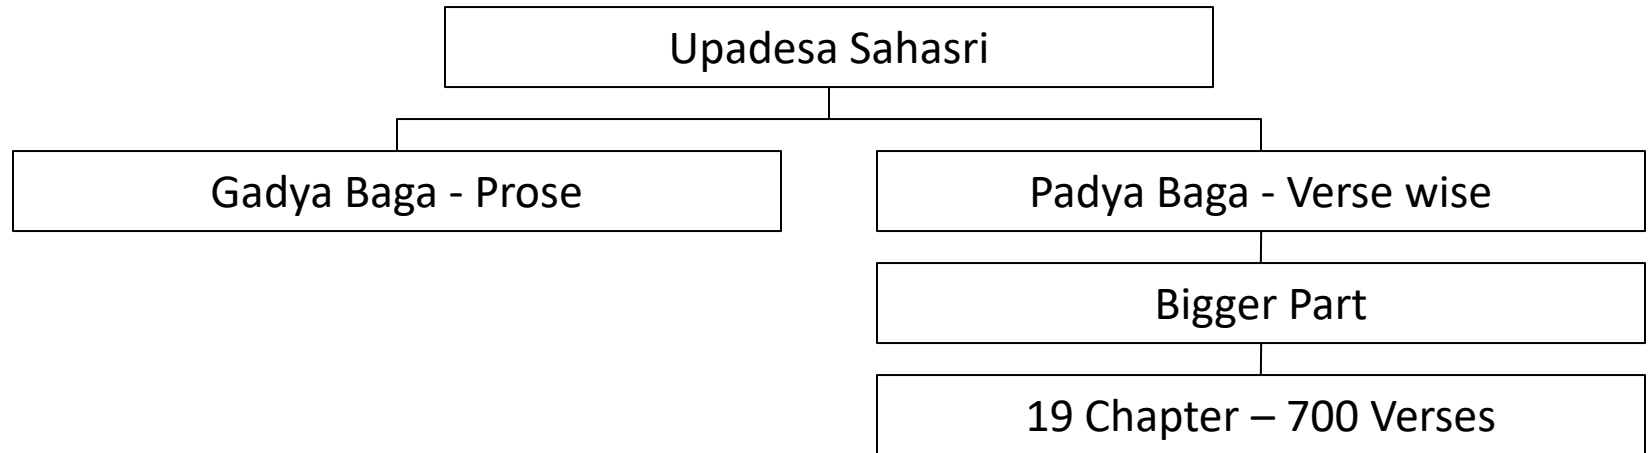 Upadesa Sahasri
Gadya Baga - Prose
Padya Baga - Verse wise
Bigger Part
19 Chapter – 700 Verses